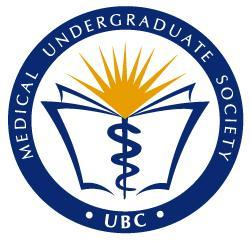 MEDICAL UNDERGRADUATE SOCIETY
• UBC •